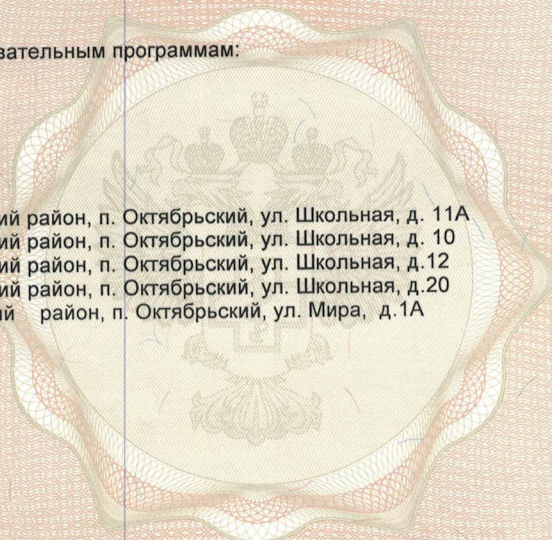 вательным программам:
ий район, п. Октябрьский, ул. Школьная, д. 11А
ий район, п. Октябрьский, ул. Школьная, д. 10
ий район, п. Октябрьский, ул. Школьная, д.12
ий район, п. Октябрьский, ул. Школьная, д.20
ий район, п. Октябрьский, ул. Мира, д.1А